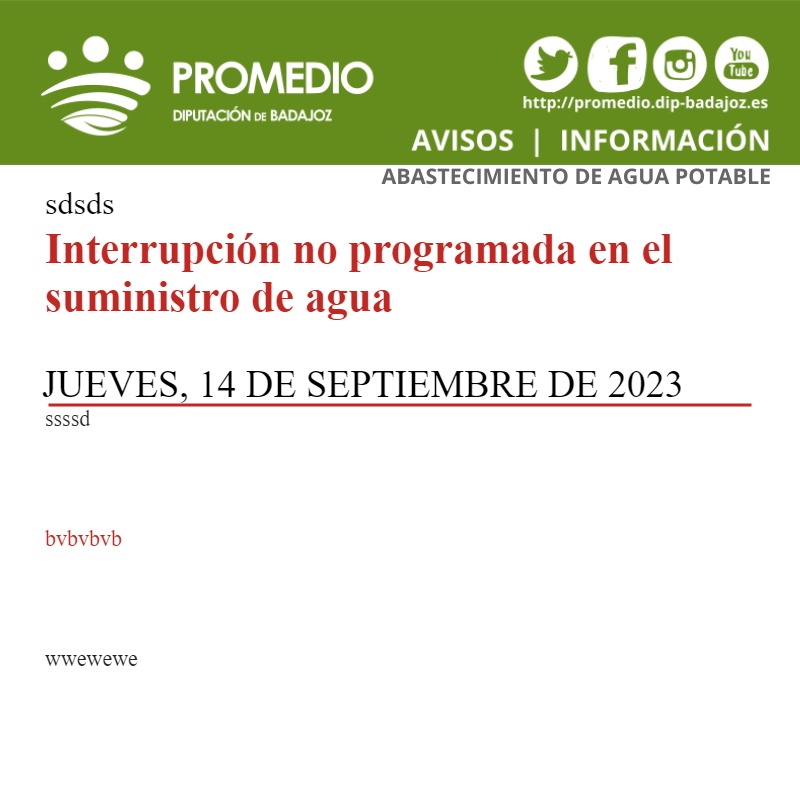 PROMEDIO
DIPUTACIÓN DE BADAJOZ
You
Tube
http://promedio.dip-badajoz.es
AVISOS | INFORMACIÓN
ABASTECIMIENTO DE AGUA POTABLE
sdsds
Interrupción no programada en el
suministro de agua
JUEVES, 14 DE SEPTIEMBRE DE 2023
ssssd
bvbvbvb
wwewewe